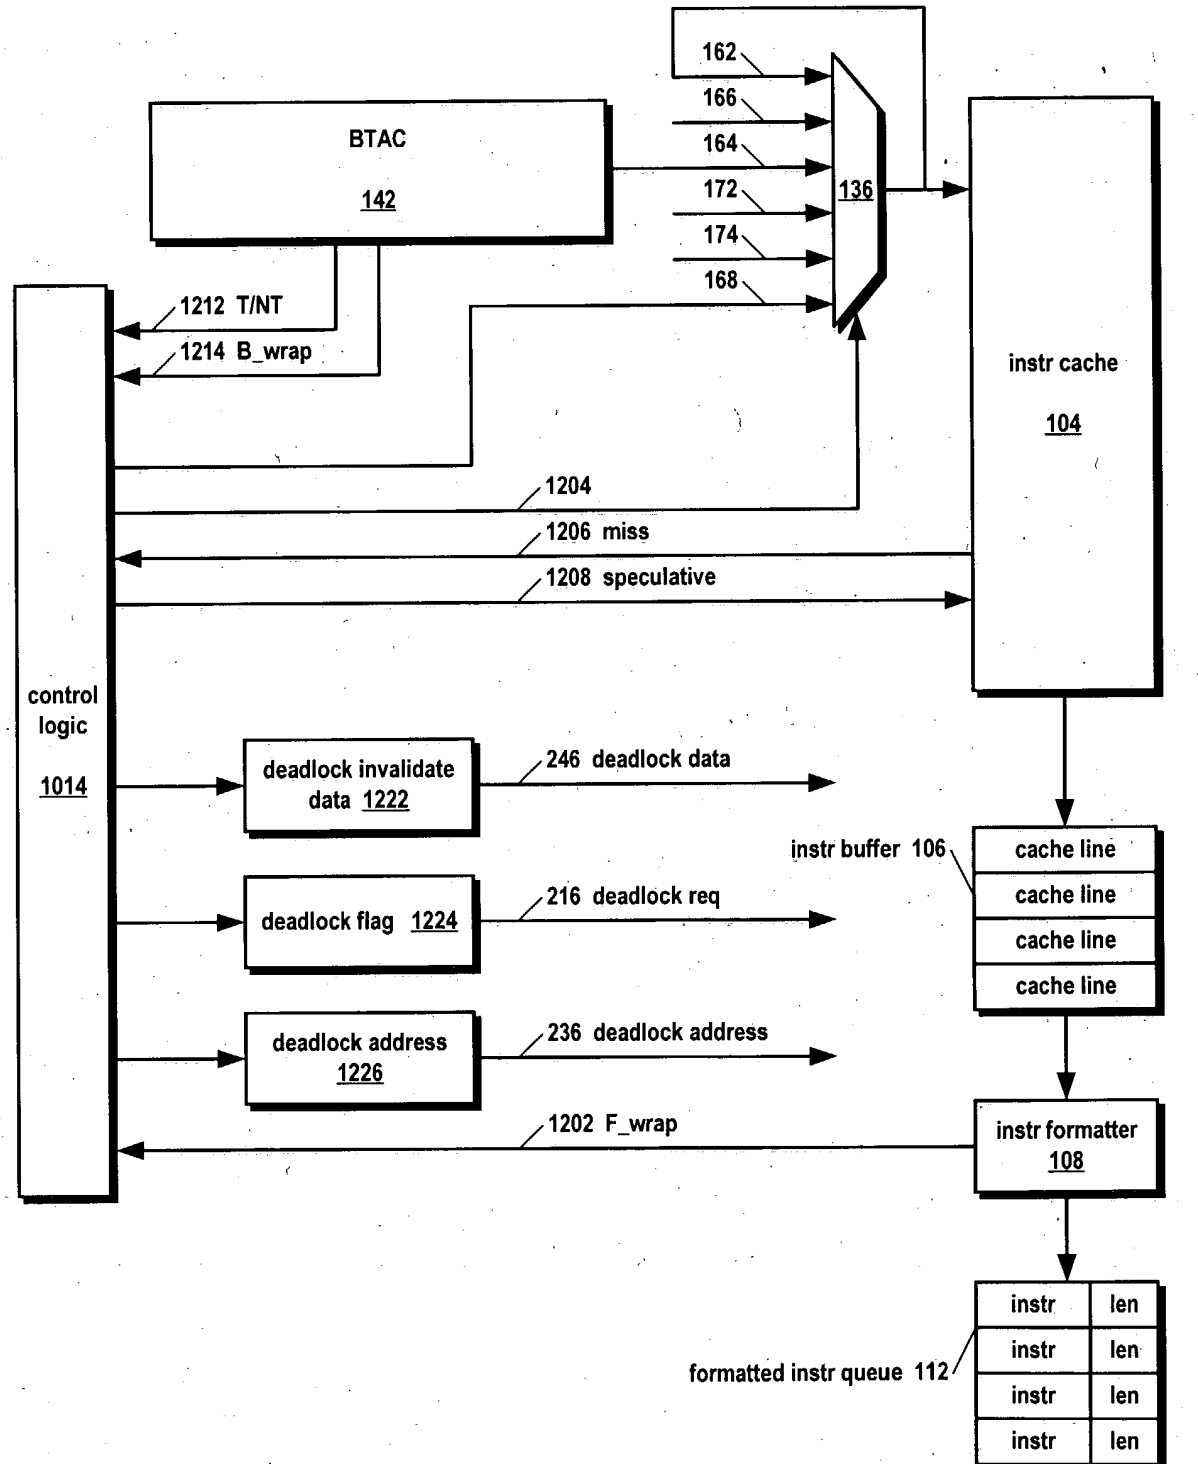 162
166
BTAC
164
142
172
136
174
168
1212 T/NT
1214 B_wrap
instr cache
104
1204
1206 miss
1208 speculative
control
logic
1014
deadlock invalidate
data 1222
246 deadlock data
instr buffer 106
cache line
cache line
cache line
cache line
deadlock flag 1224
216 deadlock req
deadlock address
1226
236 deadlock address
1202 F_wrap
instr formatter
108
instr len
instr len
formatted instr queue 112
instr len
instr len